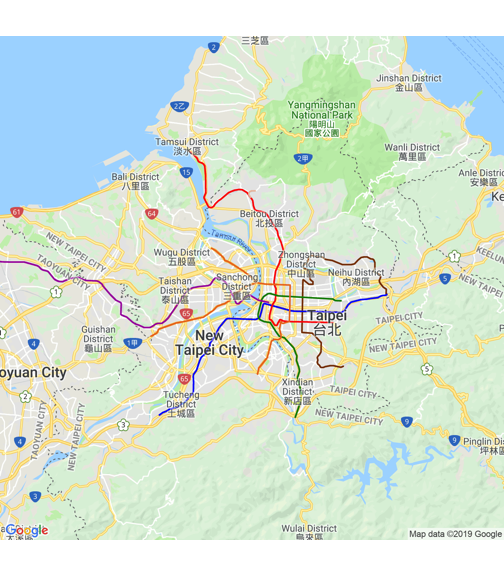 2
三芝區
Jinshan District
金山區
Yangmingshan
National Park
陽明山
國家公園
2乙
Tamsui District
淡水區
Wanli District
萬里區
2甲
15
Bali District
八里區
Anle District
安樂區
Ke
61
64
Beitou District
北投區
Tamsui River
NEW TAIPEI CITY
TAOYUAN CITY
Wugu District
五股區
Zhongshan
District
中山區
KEELUNG
NEW TAIPEI
Neihu District
內湖區
Sanchong
District
三重區
Taishan
District
泰山區
1
1
65
Taipei
台北
TAIPEI CITY
Guishan
District
龜山區
1甲
New
Taipei City
TAIPEI CITY
NEW TAIPEI CITY
5
oyuan City
65
Xindian
District
新店區
TAIPEI CITY
NEW TAIPEI CITY
Tucheng
District
土城區
3
9
9
TAOYUAN CITY
NEW TAIPEI CITY
4
4
Pinglin Di
坪林區
3
Wulai District
烏來區
Google
Map data ©2019 Google